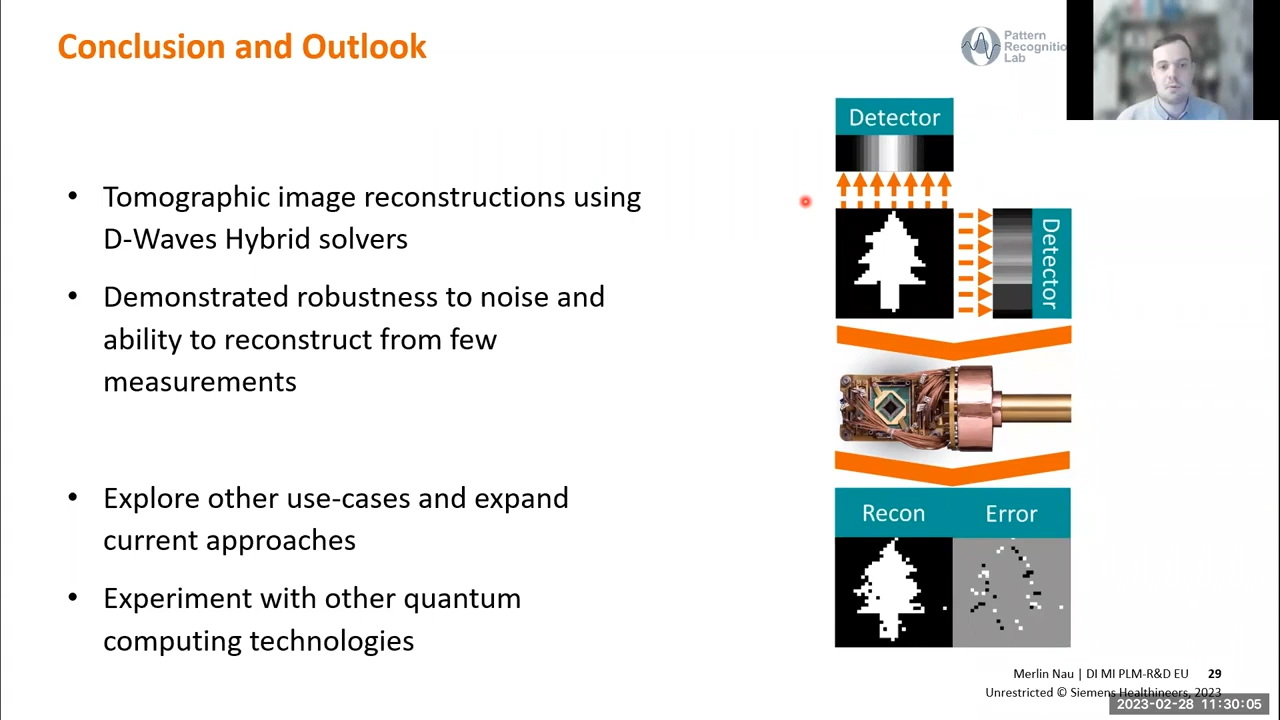 Conclusion and Outlook
Pattern
Recognitio
Lab
Detector
• Tomographic image reconstructions using
D-Waves Hybrid solvers
Detector
• Demonstrated robustness to noise and
ability to reconstruct from few
measurements
• Explore other use-cases and expand
current approaches
Recon Error
• Experiment with other quantum
computing technologies
Merlin Nau | DI MI PLM-R&D EU 29
Unrestricted © Siemens Healthineers, 2023
2023-02-28 11:30:05